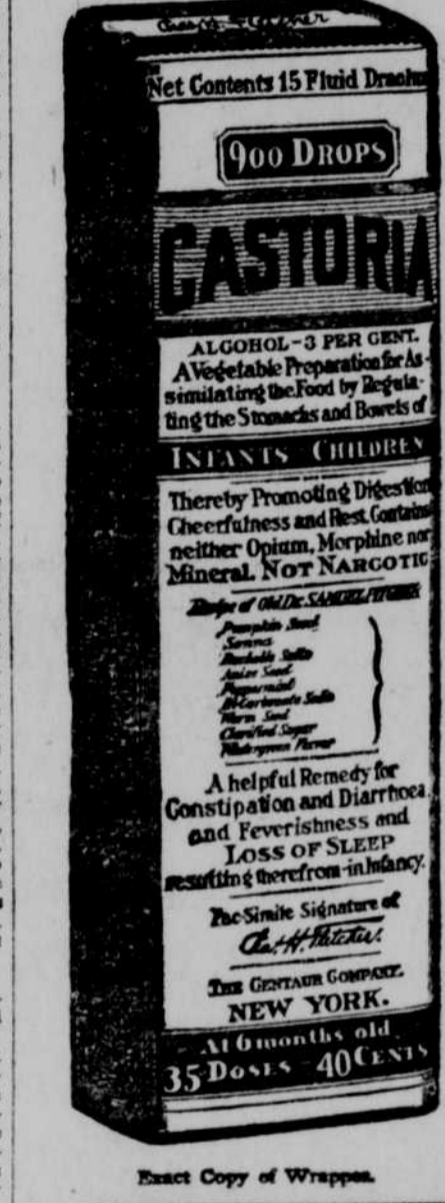 Chas. H. Fletcher
Net Contents 15 Fluid Drachms
900 DROPS
CASTORIA
ALCOHOL-3 PER CENT.
A Vegetable Preparation for As-
similating the Food by Regula-
ting the Stomachs and Bowels of
INFANTS CHILDREN
Thereby Promoting Digestion
Cheerfulness and Rest. Contains
neither Opium, Morphine nor
Mineral. NOT NARCOTIC
Recipe of Old Dr. SAMUEL PITCHER
Pumpkin Seed
Senna
Rochelle Salts
Anise Seed
Peppermint
Bi-Carbonate Soda
Worm Seed
Clarified Sugar
Wintergreen Flavor
A helpful Remedy for
Constipation and Diarrhoea.
and Feverishness and
LOSS OF SLEEP
resulting therefrom-in Infancy.
Fac-Simile Signature of
Chas. H. Fletcher.
THE CENTAUR COMPANY.
NEW YORK.
At 6 months old
35 DOSES - 40 CENTS
Exact Copy of Wrapper.